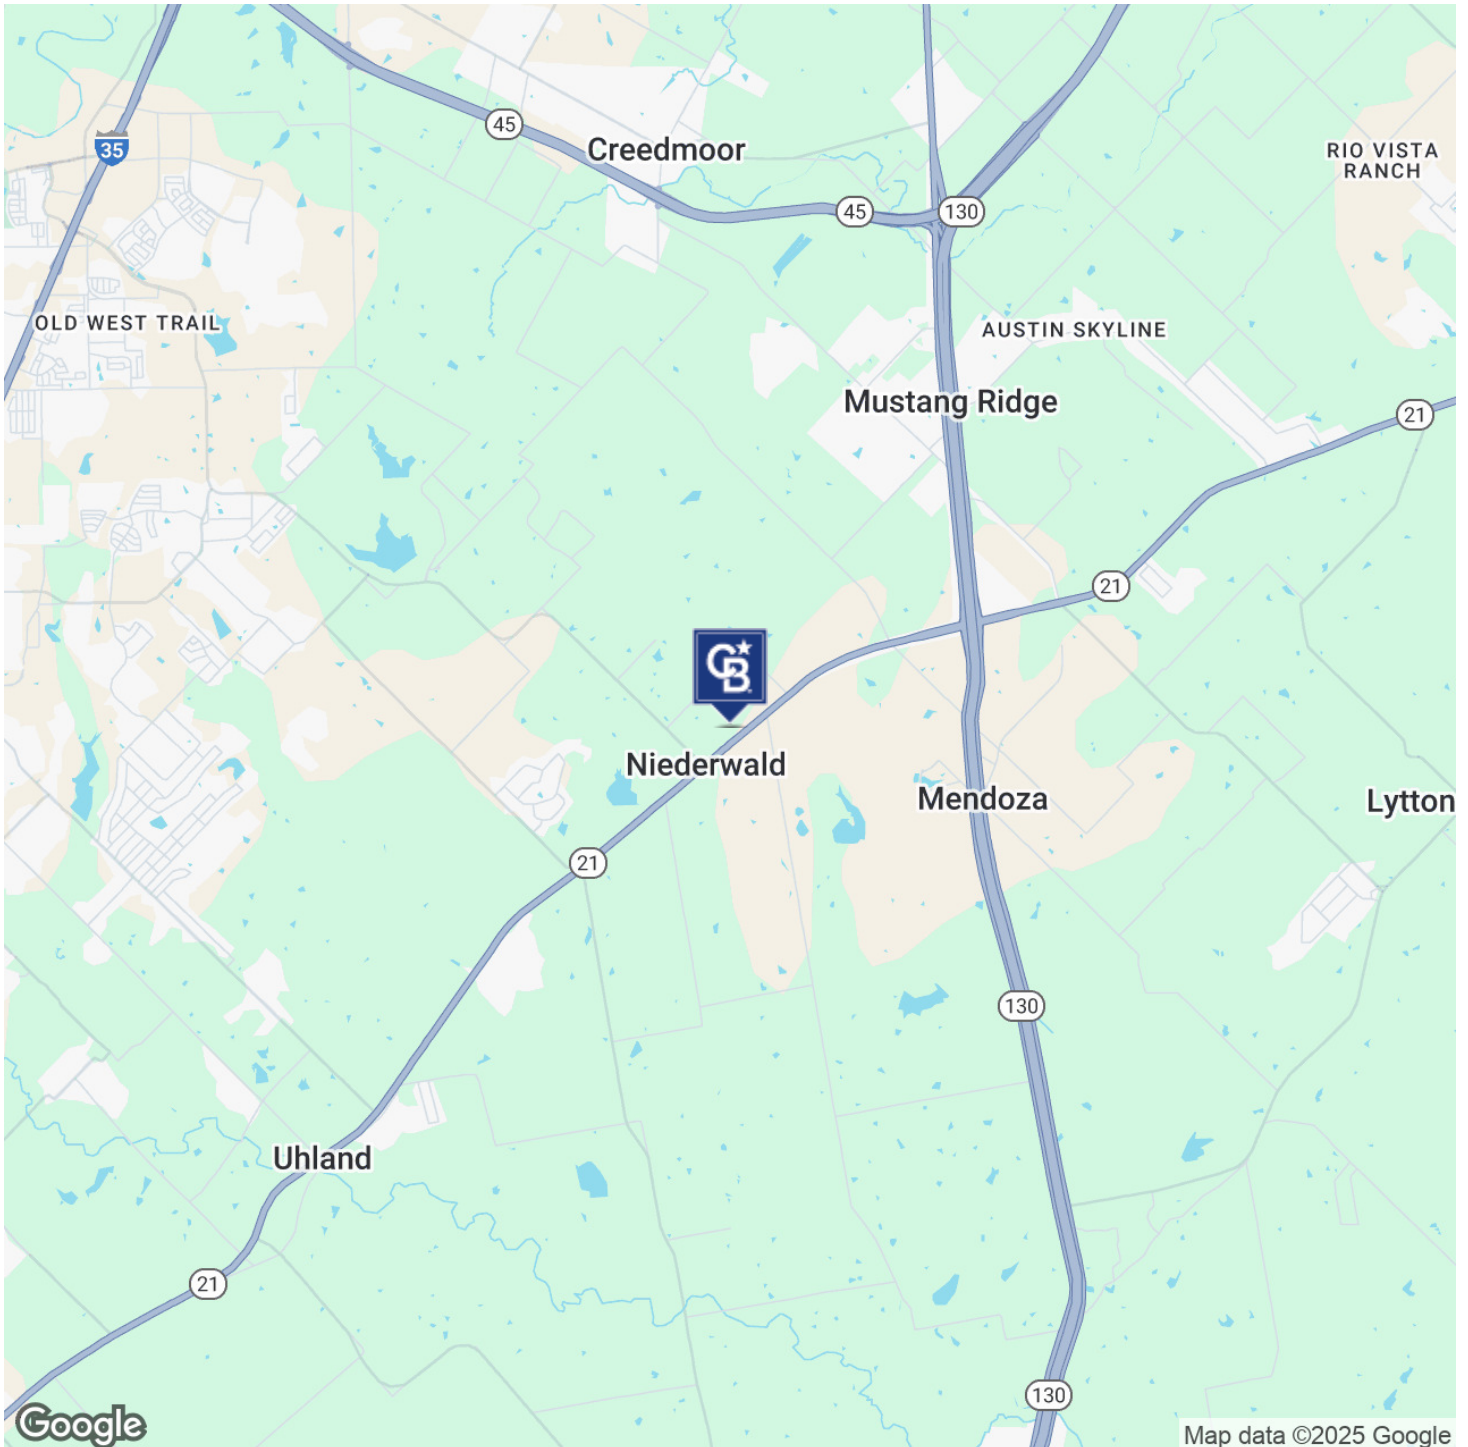 45
Creedmoor
35
RIO VISTA
RANCH
45
130
OLD WEST TRAIL
AUSTIN SKYLINE
Mustang Ridge
21
21
CB
Niederwald
Mendoza
Lytton
21
130
Uhland
21
130
Google
Map data ©2025 Google